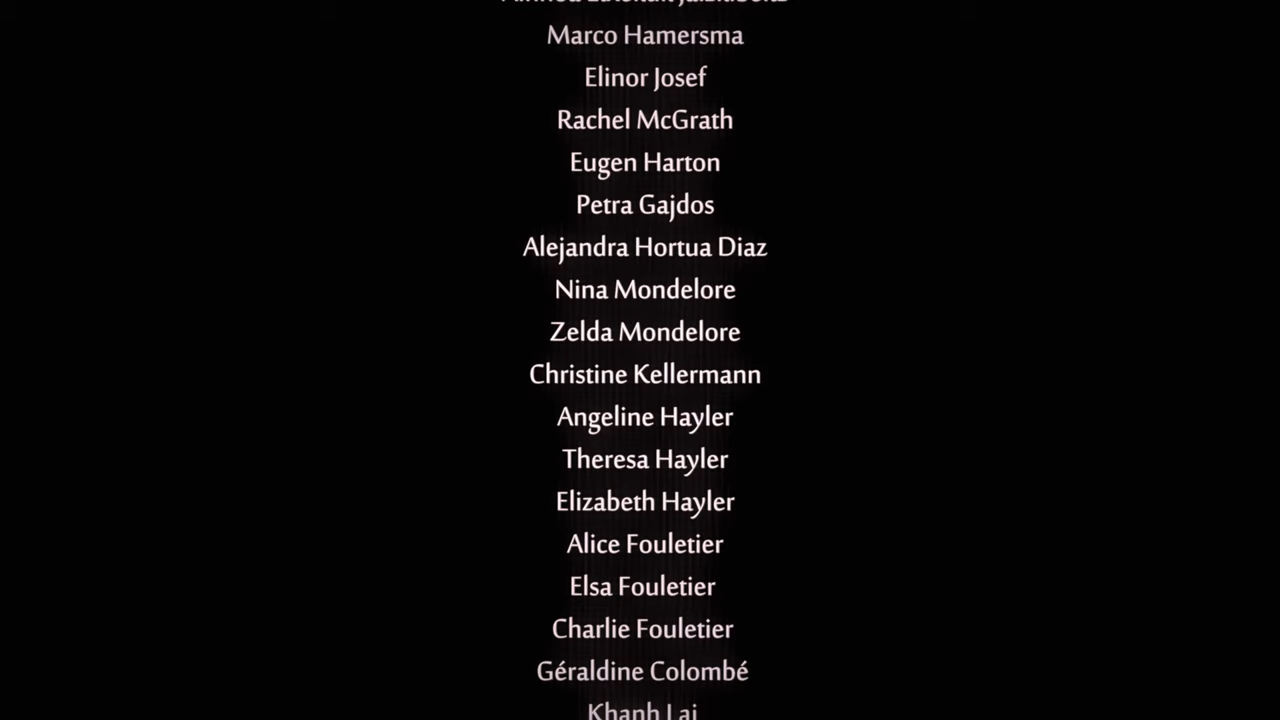 Marco Hamersma
Elinor Josef
Rachel McGrath
Eugen Harton
Petra Gajdos
Alejandra Hortua Diaz
Nina Mondelore
Zelda Mondelore
Christine Kellermann
Angeline Hayler
Theresa Hayler
Elizabeth Hayler
Alice Fouletier
Elsa Fouletier
Charlie Fouletier
Géraldine Colombé
Khanh Lai